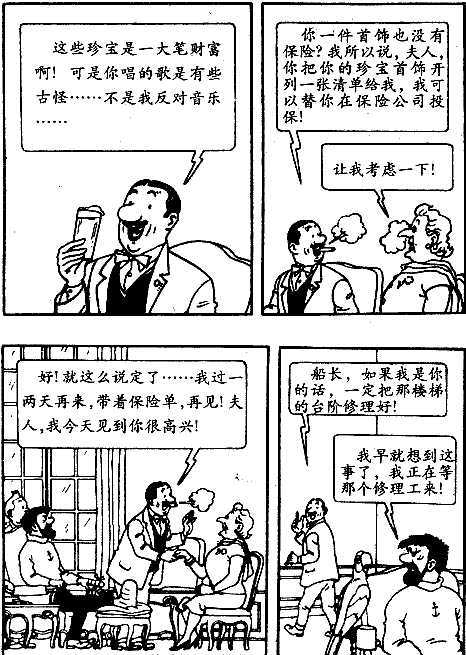 这些珍宝是一大笔财富
啊！可是你唱的歌是有些
古怪……不是我反对音乐
……
你一件首饰也没有
保险？我所以说，夫人，
你把你的珍宝首饰开
列一张清单给我，我可
以替你在保险公司投
保！
让我考虑一下！
好！就这么说定了……我过一
两天再来，带着保险单，再见！夫
人，我今天见到你很高兴！
船长，如果我是你
的话，一定把那楼梯
的台阶修理好！
我早就想到这
事了，我正在等
那个修理工来！